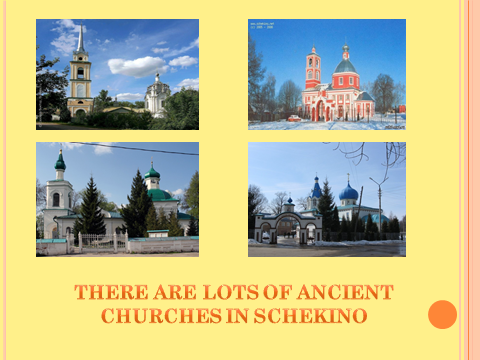 THERE ARE LOTS OF ANCIENT
CHURCHES IN SCHEKINO